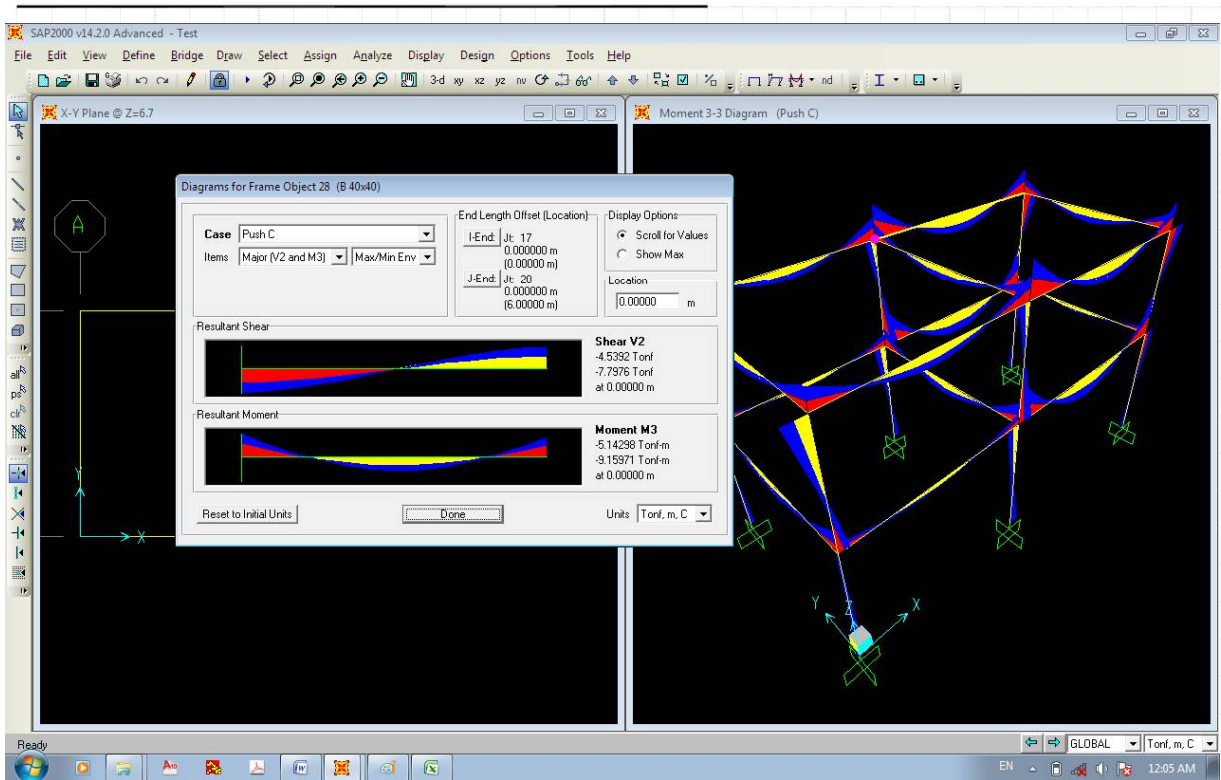 SAP2000 v14.2.0 Advanced - Test
File Edit View Define Bridge Draw Select Assign Analyze Display Design Options Tools Help
3-d xy xz yz nv nd
X-Y Plane @ Z=6.7
Moment 3-3 Diagram (Push C)
all
ps
clr
A
Y
X
Diagrams for Frame Object 28 (B 40x40)
Case Push C
Items Major (V2 and M3) Max/Min Env
End Length Offset (Location)
I-End: Jt: 17
0.000000 m
(0.00000 m)
J-End: Jt: 20
0.000000 m
(6.00000 m)
Display Options
Scroll for Values
Show Max
Location
0.00000 m
Resultant Shear
Shear V2
-4.5392 Tonf
-7.7976 Tonf
at 0.00000 m
Resultant Moment
Moment M3
-5.14298 Tonf-m
-9.15971 Tonf-m
at 0.00000 m
Reset to Initial Units
Done
Units Tonf, m, C
Y Z X
Ready
GLOBAL Tonf, m, C
EN 12:05 AM